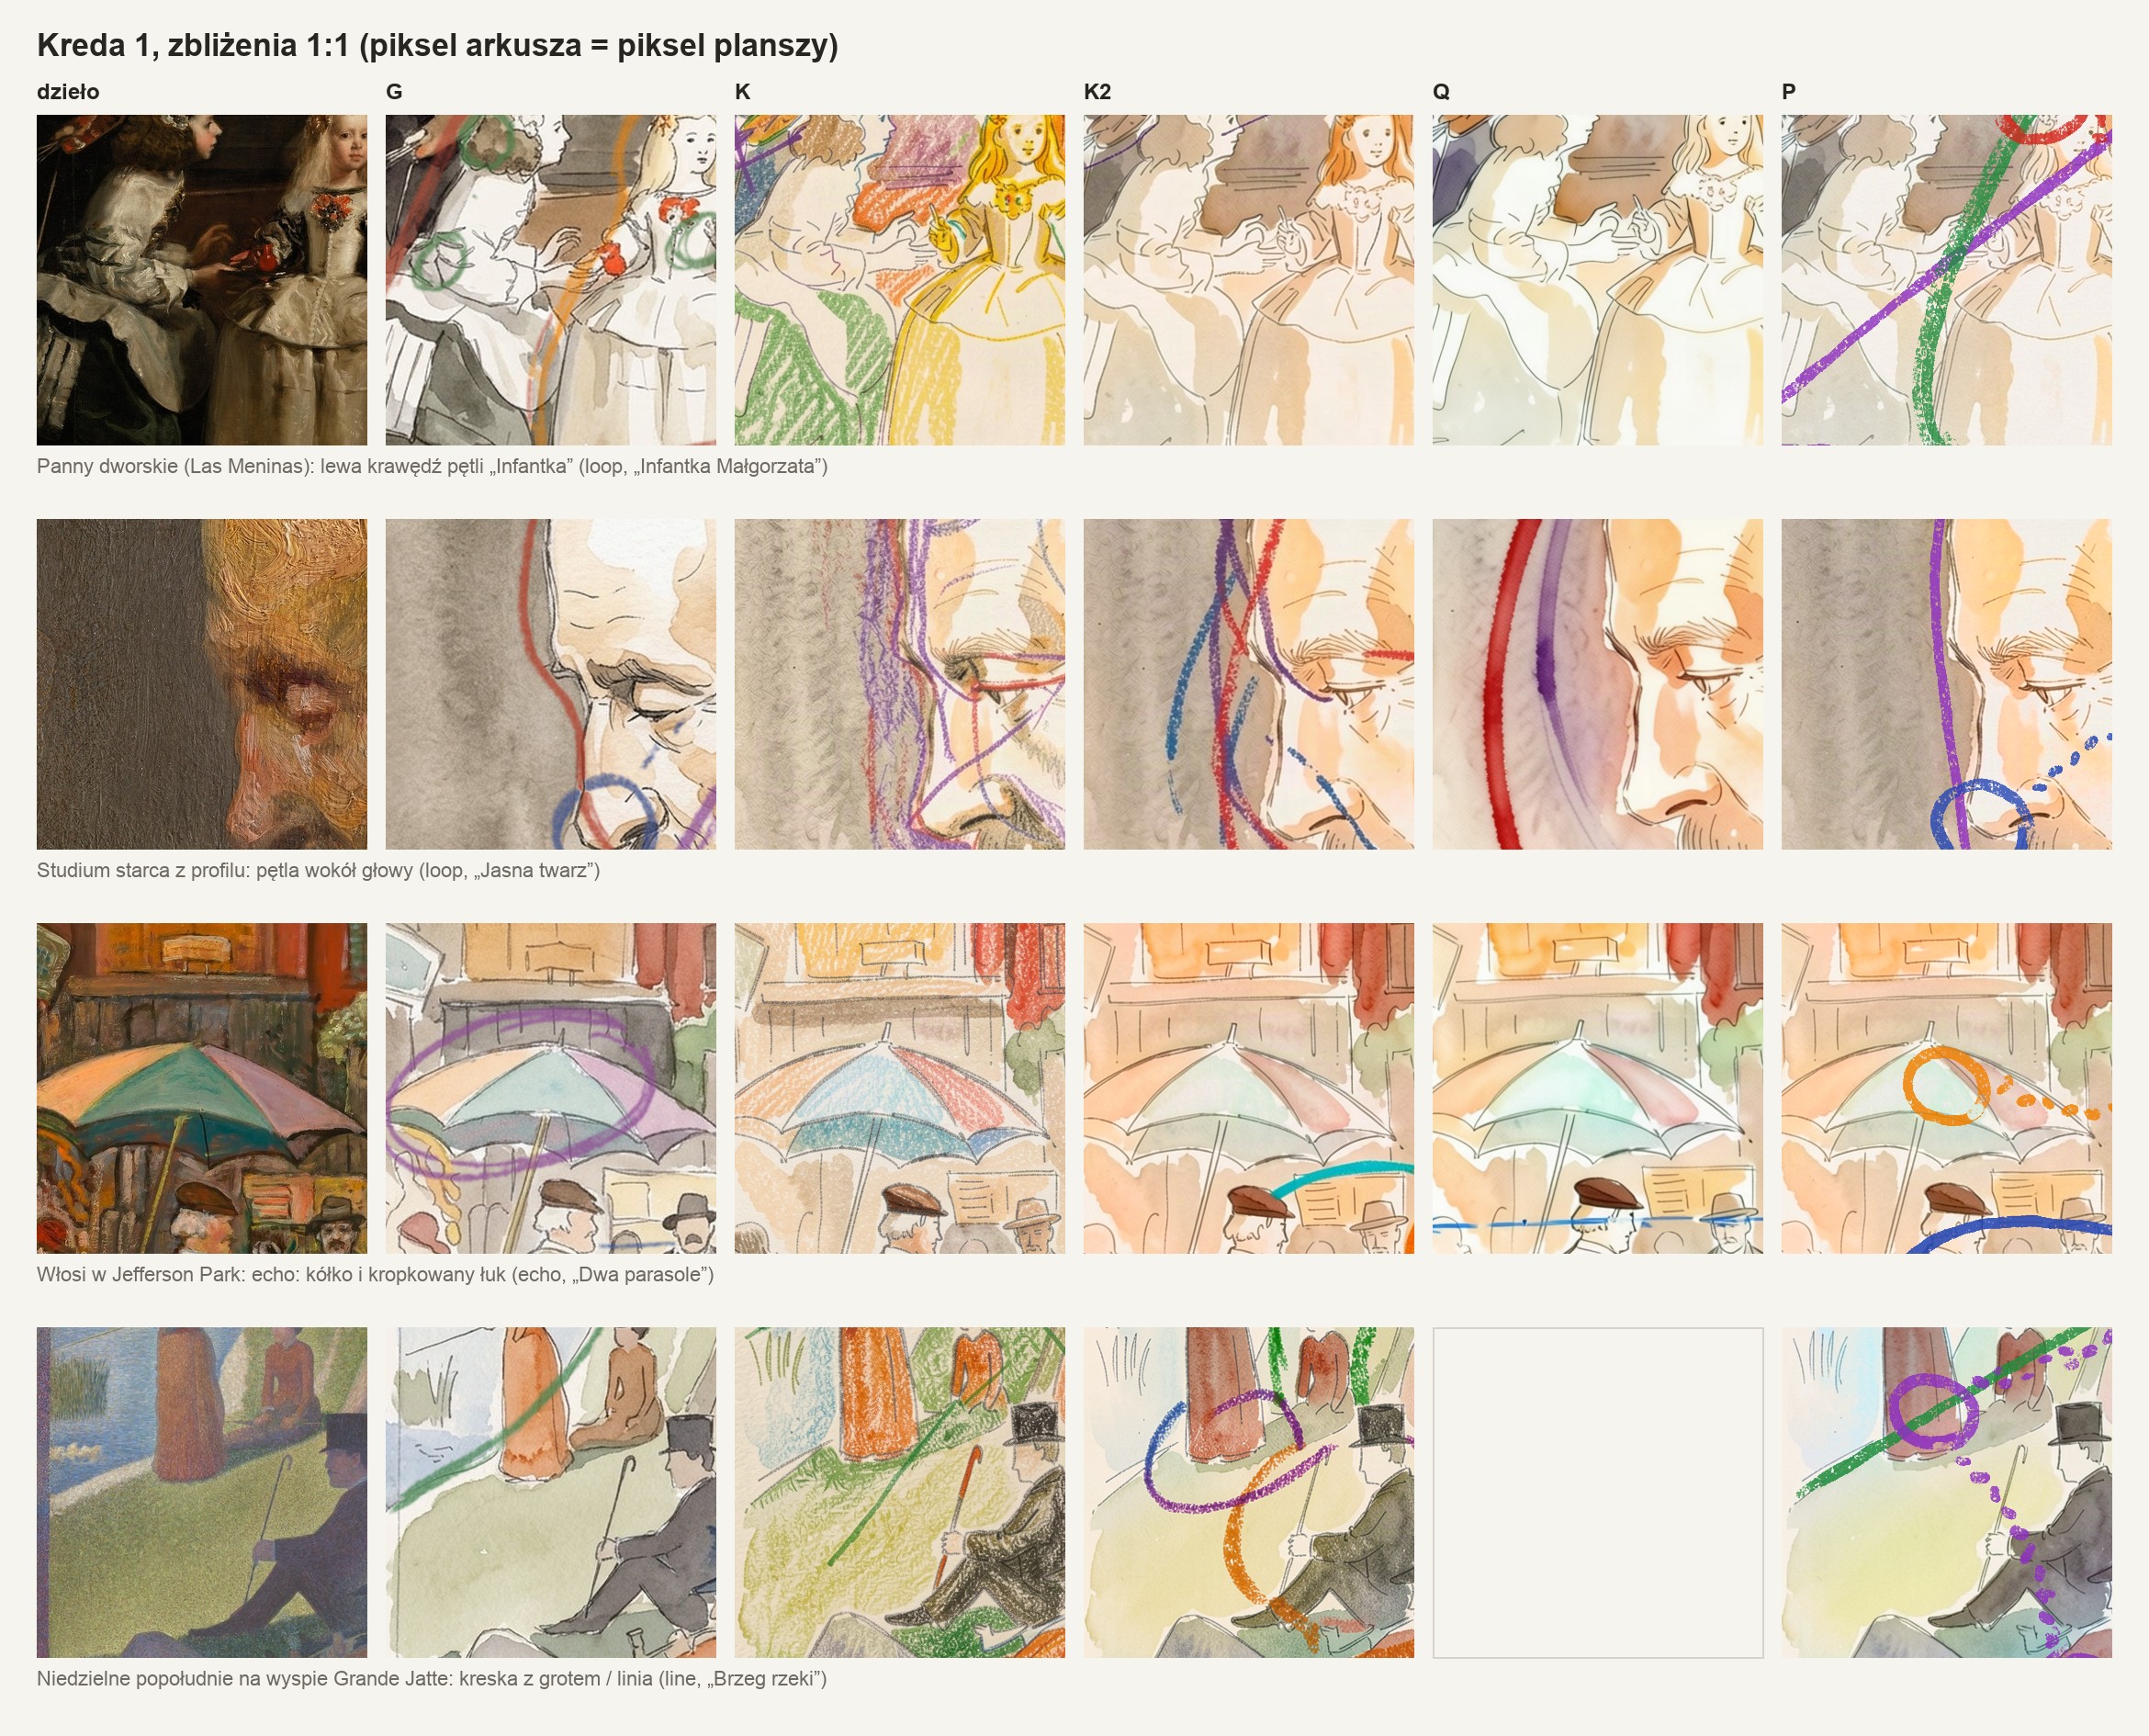 Kreda 1, zbliżenia 1:1 (piksel arkusza = piksel planszy)
dzieło G K K2 Q P
Panny dworskie (Las Meninas): lewa krawędź pętli „Infantka” (loop, „Infantka Małgorzata”)
Studium starca z profilu: pętla wokół głowy (loop, „Jasna twarz”)
Włosi w Jefferson Park: echo: kółko i kropkowany łuk (echo, „Dwa parasole”)
Niedzielne popołudnie na wyspie Grande Jatte: kreska z grotem / linia (line, „Brzeg rzeki”)